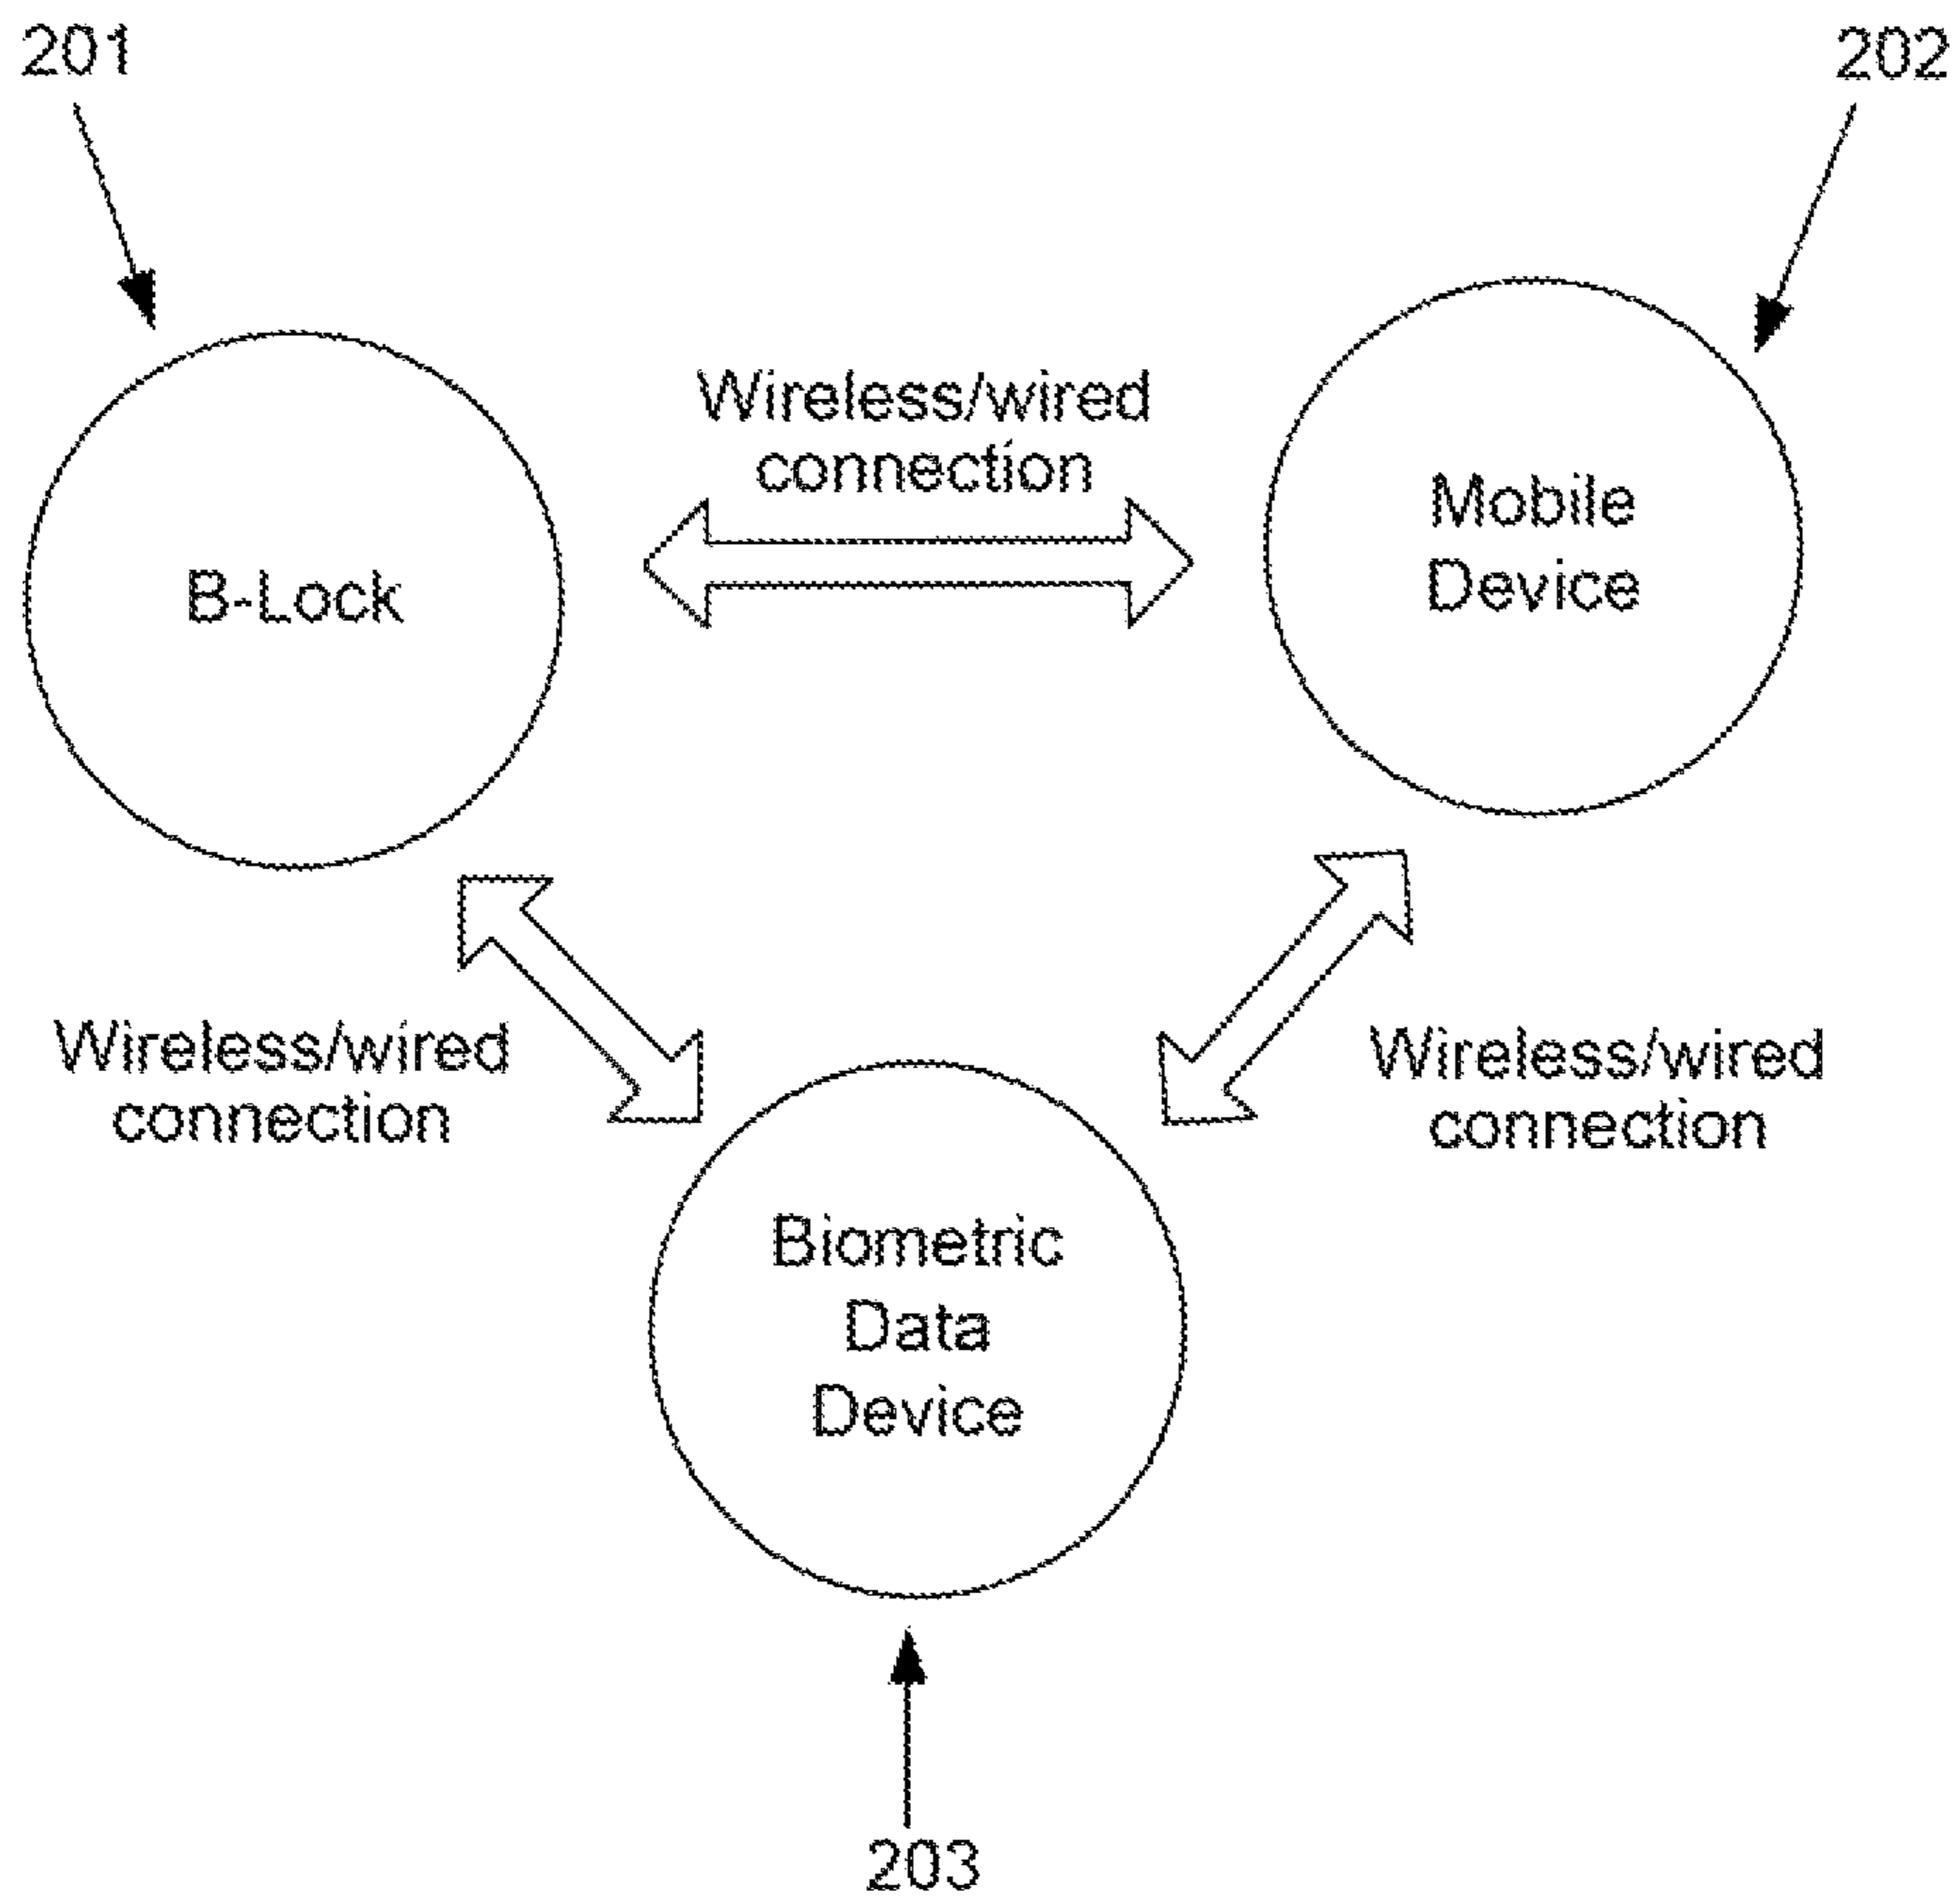 201
202
Wireless/wired
connection
B-Lock
Mobile
Device
Wireless/wired
connection
Wireless/wired
connection
Biometric
Data
Device
203